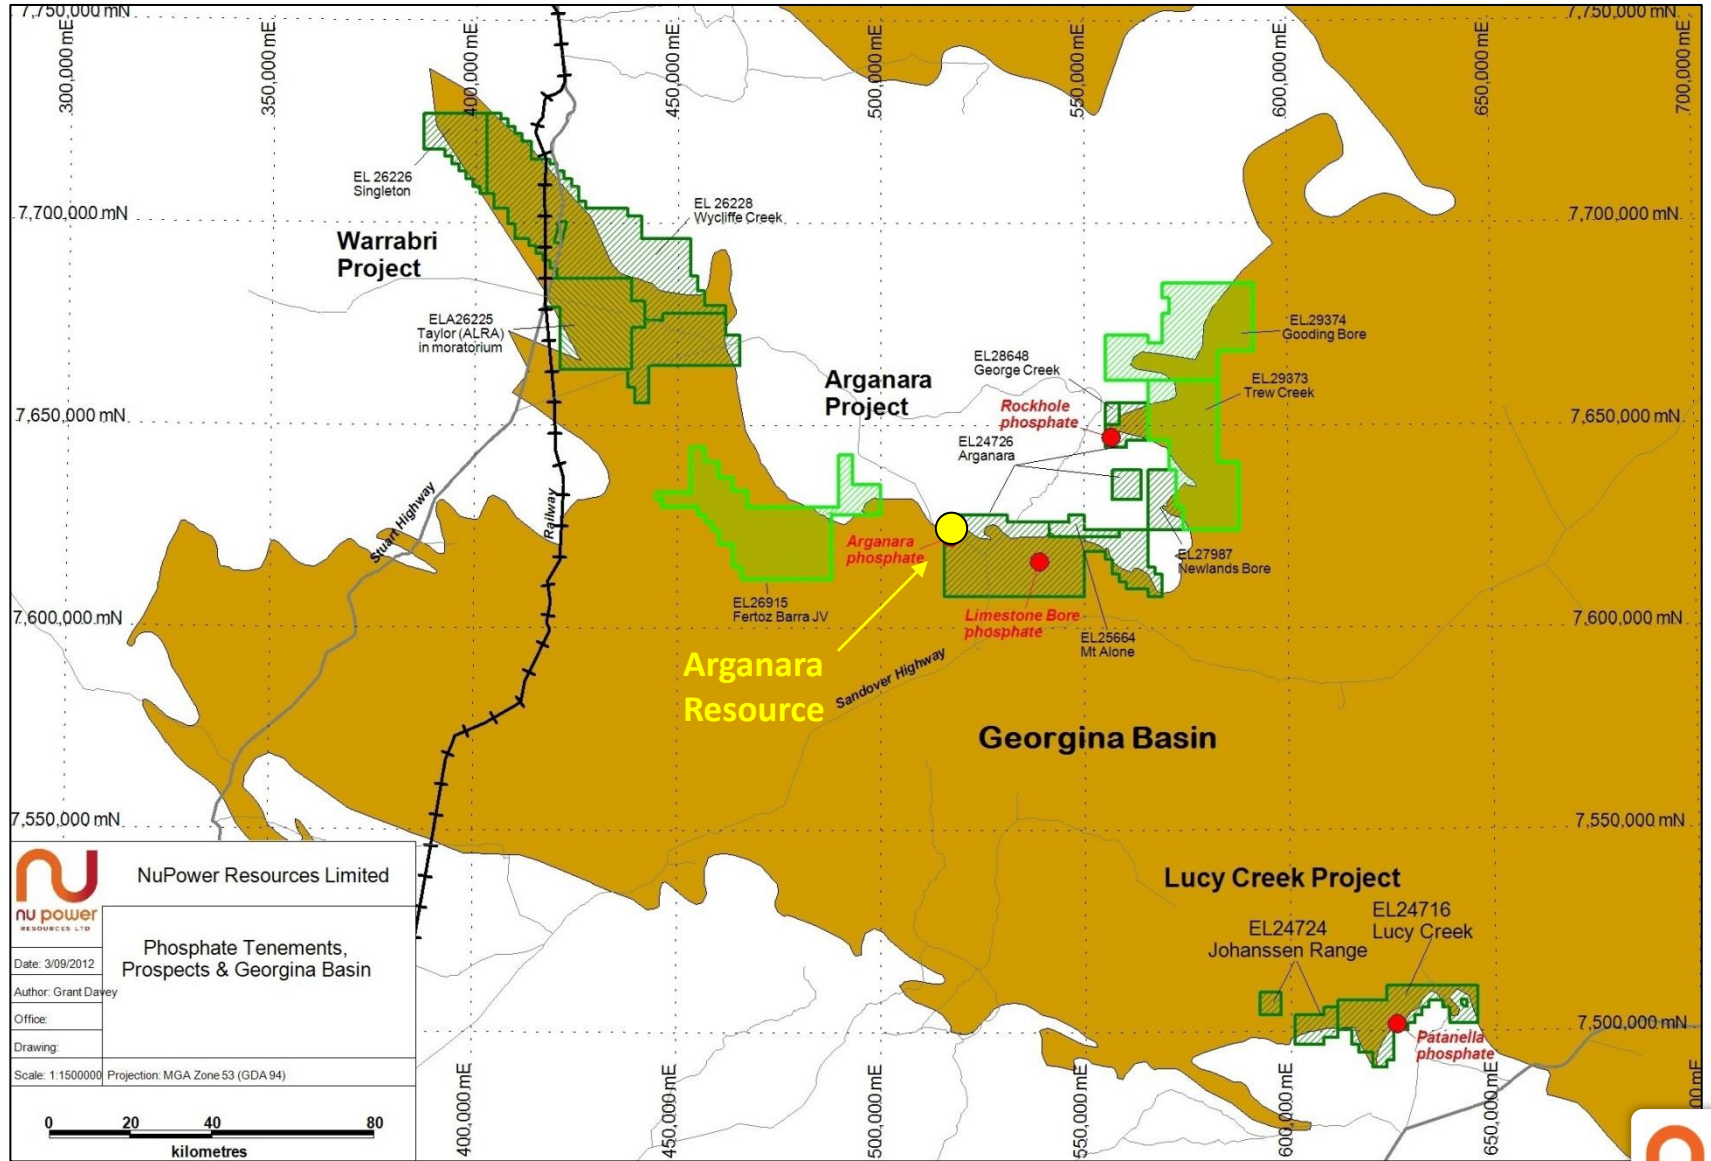 7,750,000 mN
7,750,000 mN
300,000 mE
350,000 mE
400,000 mE
450,000 mE
500,000 mE
550,000 mE
600,000 mE
650,000 mE
700,000 mE
EL 26226
Singleton
EL 26228
Wycliffe Creek
7,700,000 mN
7,700,000 mN
Warrabri
Project
ELA26225
Taylor (ALRA)
in moratorium
EL29374
Gooding Bore
EL28648
George Creek
Arganara
Project
EL29373
Trew Creek
Rockhole
phosphate
7,650,000 mN
7,650,000 mN
EL24726
Arganara
Stuart Highway
Railway
Arganara
phosphate
EL27987
Newlands Bore
EL26915
Fertoz Barra JV
Limestone Bore
phosphate
EL25664
Mt Alone
7,600,000 mN
7,600,000 mN
Arganara
Resource
Sandover Highway
Georgina Basin
7,550,000 mN
7,550,000 mN
Lucy Creek Project
EL24716
Lucy Creek
EL24724
Johanssen Range
7,500,000 mN
Patanella
phosphate
nu power
RESOURCES LTD
NuPower Resources Limited
Phosphate Tenements,
Prospects & Georgina Basin
Date: 3/09/2012
Author: Grant Davey
Office:
Drawing:
Scale: 1:1500000
Projection: MGA Zone 53 (GDA 94)
0 20 40 80
kilometres
400,000 mE
450,000 mE
500,000 mE
550,000 mE
600,000 mE
650,000 mE
00 mE